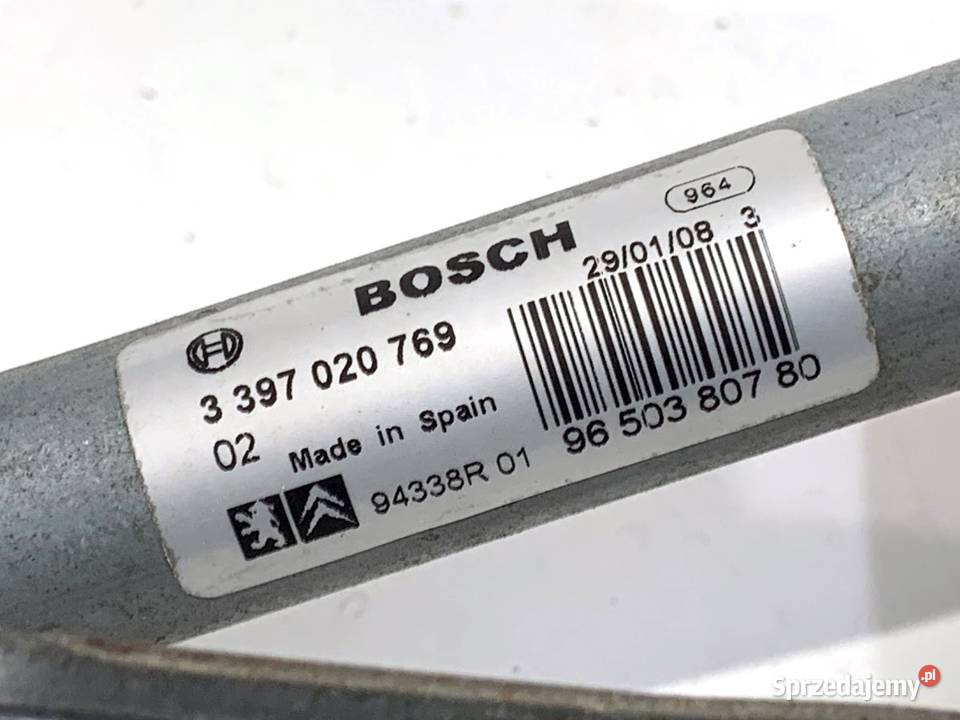 964
BOSCH
29/01/08 3
3 397 020 769
02 Made in Spain
96 503 807 80
94338R 01
Sprzedajemy.pl